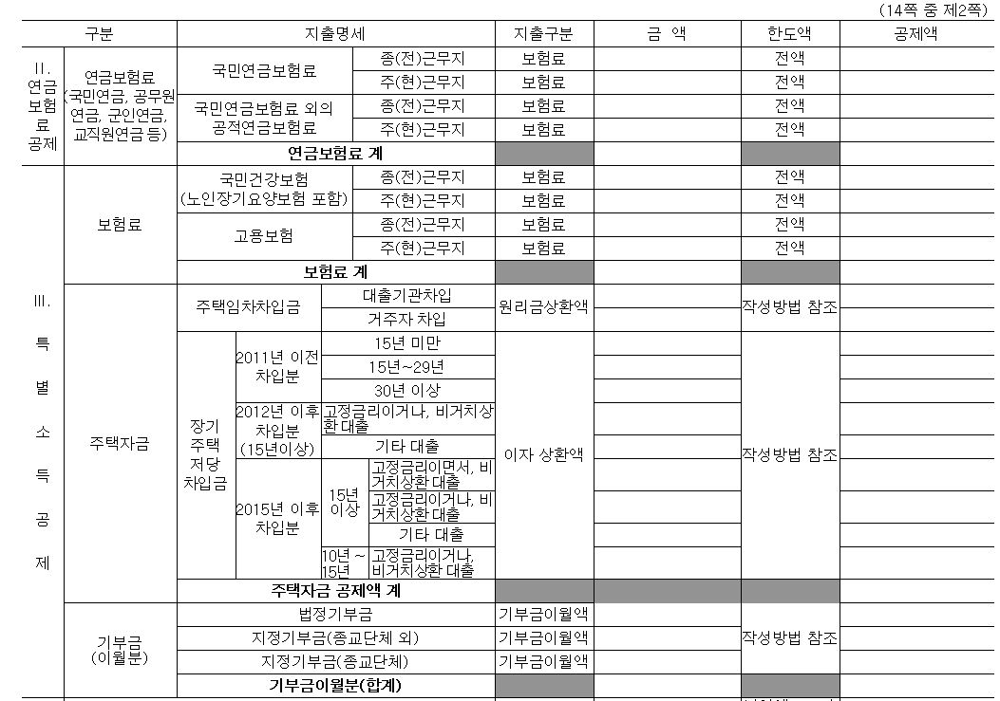 (14쪽 중 제2쪽)
구분 지출명세 지출구분 금 액 한도액 공제액
Ⅱ.
연금
보험
료
공제
연금보험료
(국민연금, 공무원
연금, 군인연금,
교직원연금 등)
국민연금보험료
종(전)근무지 보험료 전액
주(현)근무지 보험료 전액
국민연금보험료 외의
공적연금보험료
종(전)근무지 보험료 전액
주(현)근무지 보험료 전액
연금보험료 계
Ⅲ.
특
별
소
득
공
제
보험료
국민건강보험
(노인장기요양보험 포함)
종(전)근무지 보험료 전액
주(현)근무지 보험료 전액
고용보험
종(전)근무지 보험료 전액
주(현)근무지 보험료 전액
보험료 계
주택자금
주택임차차입금
대출기관차입
거주자 차입
원리금상환액
작성방법 참조
장기
주택
저당
차입금
2011년 이전
차입분
15년 미만
15년~29년
30년 이상
2012년 이후
차입분
(15년이상)
고정금리이거나, 비거치상
환 대출
기타 대출
2015년 이후
차입분
15년
이상
고정금리이면서, 비
거치상환 대출
고정금리이거나, 비
거치상환 대출
기타 대출
10년 ~
15년
고정금리이거나,
비거치상환 대출
이자 상환액
작성방법 참조
주택자금 공제액 계
기부금
(이월분)
법정기부금 기부금이월액
지정기부금(종교단체 외) 기부금이월액
지정기부금(종교단체) 기부금이월액
작성방법 참조
기부금이월분(합계)